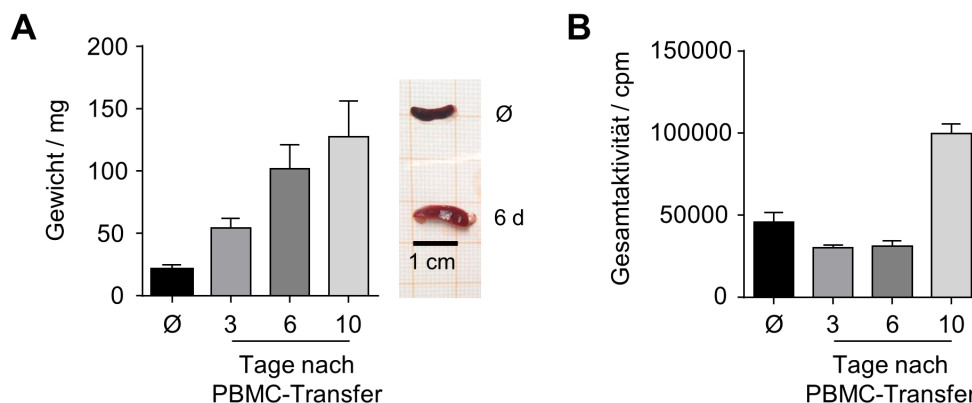 A
Gewicht / mg
200
150
100
50
0
Ø
3
6
10
Tage nach
PBMC-Transfer
Ø
6 d
1 cm
B
Gesamtaktivität / cpm
150000
100000
50000
0
Ø
3
6
10
Tage nach
PBMC-Transfer